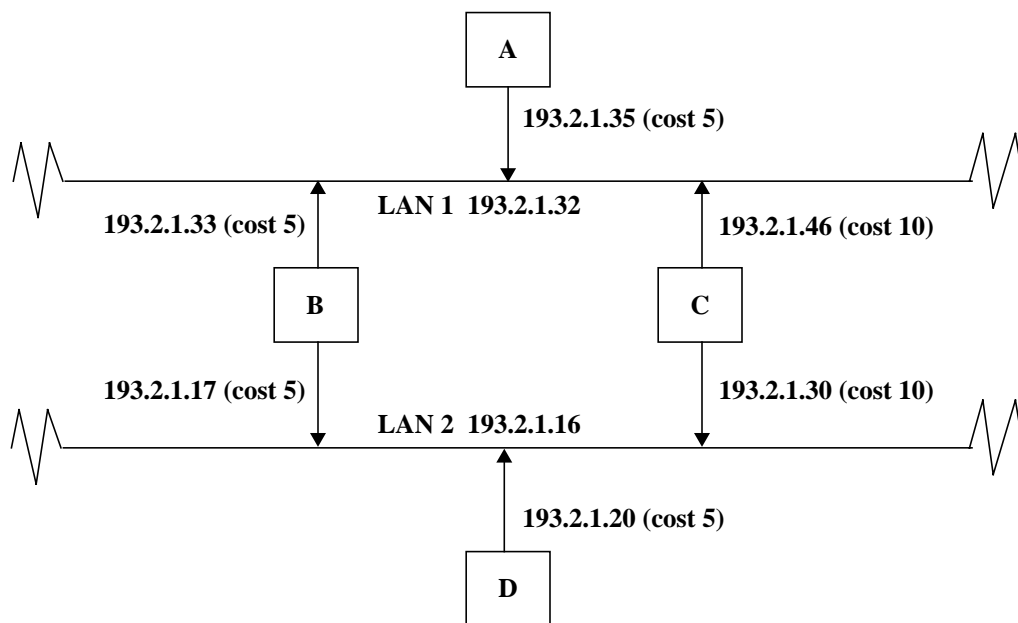 A
193.2.1.35 (cost 5)
LAN 1 193.2.1.32
193.2.1.33 (cost 5)
193.2.1.46 (cost 10)
B
C
193.2.1.17 (cost 5)
193.2.1.30 (cost 10)
LAN 2 193.2.1.16
193.2.1.20 (cost 5)
D